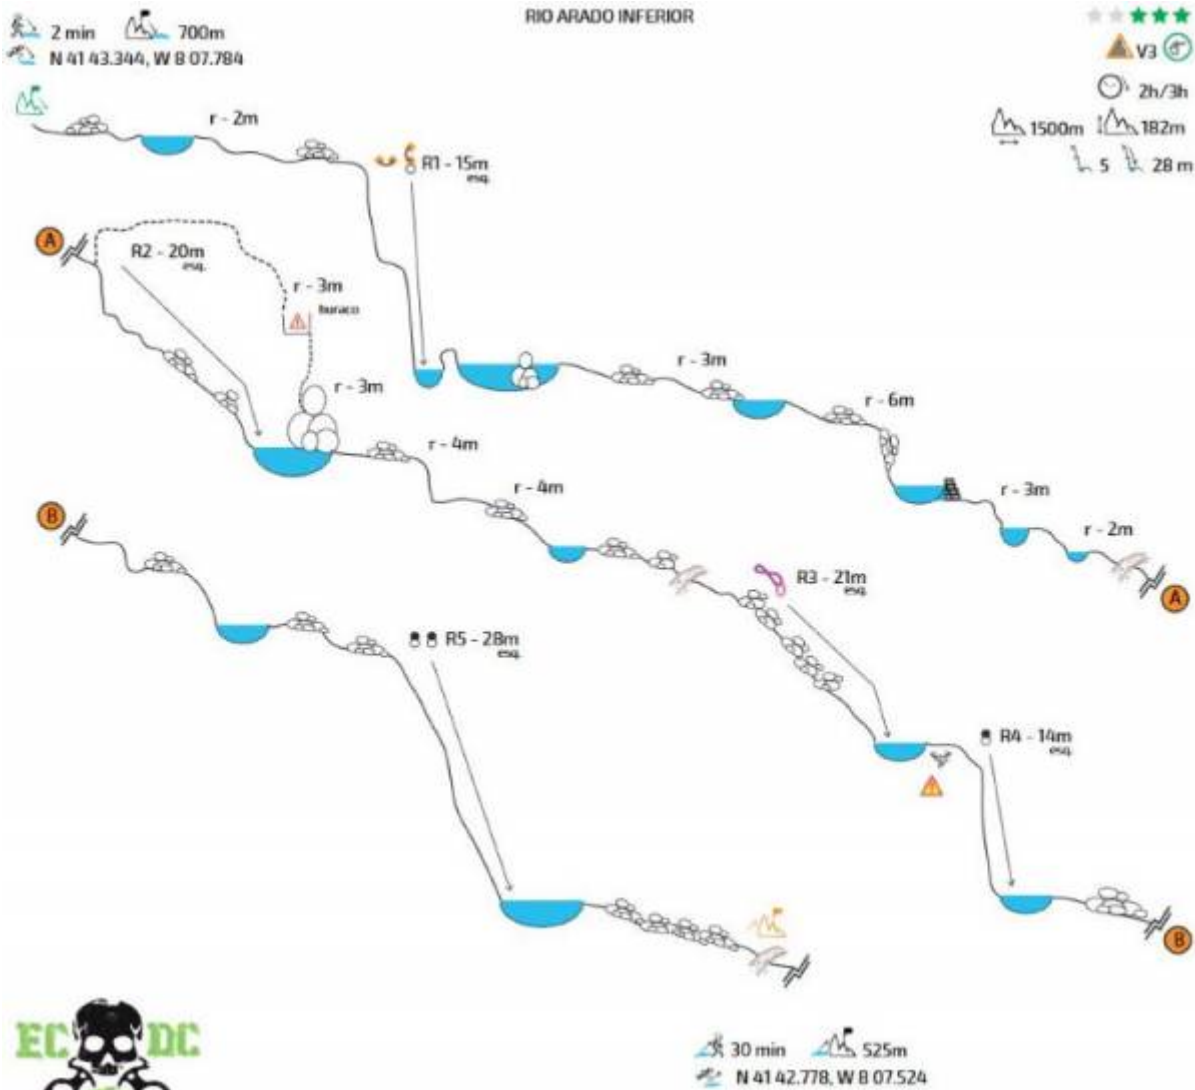 RIO ARADO INFERIOR
2 min 700m
N 41 43.344, W 8 07.784
V3
2h/3h
1500m 182m
5 28 m
r - 2m
R1 - 15m
esq.
A
R2 - 20m
esq.
r - 3m
buraco
r - 3m
r - 3m
r - 6m
r - 4m
r - 4m
r - 3m
r - 2m
A
B
R3 - 21m
esq.
R5 - 28m
esq.
R4 - 14m
esq.
B
EC DC
30 min 525m
N 41 42.778, W 8 07.524